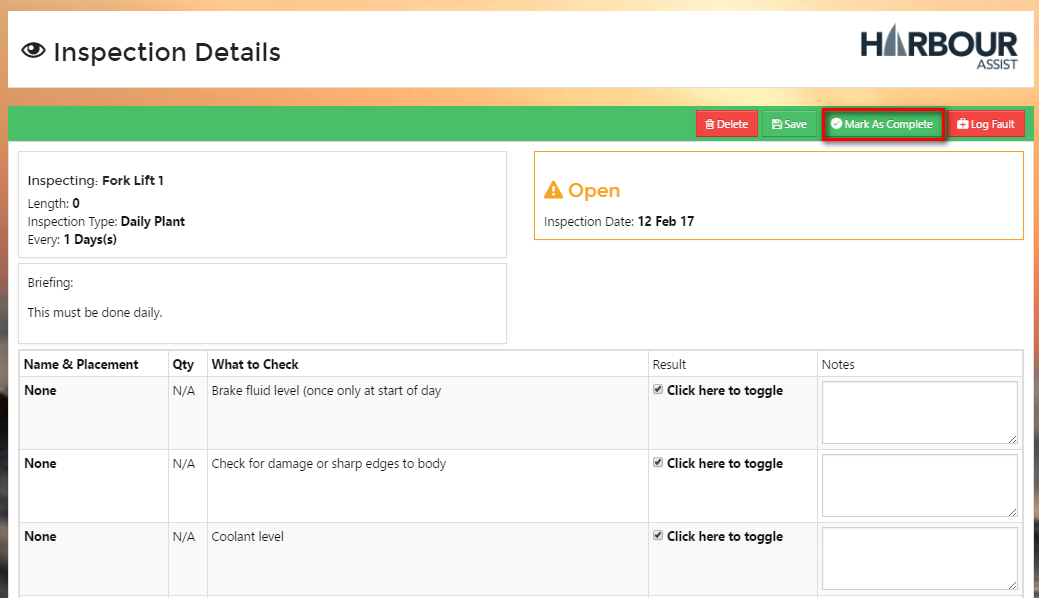 Inspection Details
HARBOUR
ASSIST
Delete Save Mark As Complete Log Fault
Inspecting: Fork Lift 1
Length: 0
Inspection Type: Daily Plant
Every: 1 Days(s)
Open
Inspection Date: 12 Feb 17
Briefing:
This must be done daily.
Name & Placement Qty What to Check Result Notes
None N/A Brake fluid level (once only at start of day Click here to toggle
None N/A Check for damage or sharp edges to body Click here to toggle
None N/A Coolant level Click here to toggle